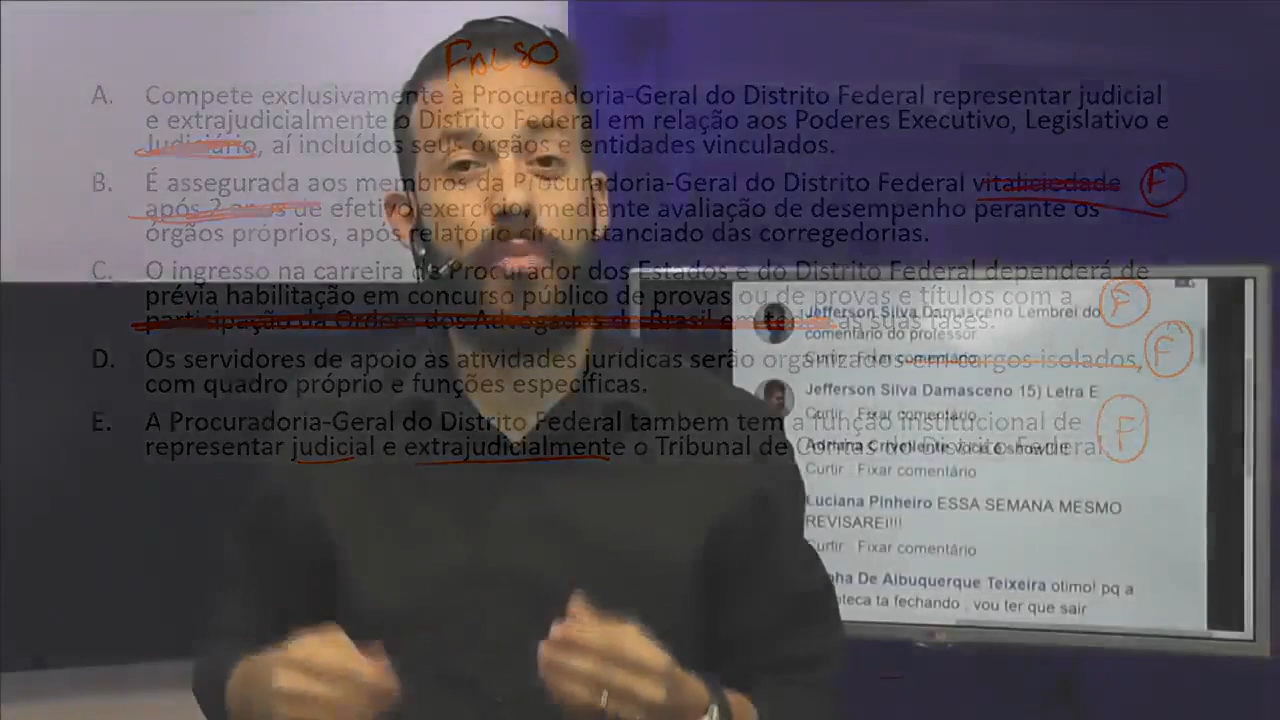 FALSO
A. Compete exclusivamente à Procuradoria-Geral do Distrito Federal representar judicial
e extrajudicialmente o Distrito Federal em relação aos Poderes Executivo, Legislativo e
Judiciário, aí incluídos seus órgãos e entidades vinculados.
B. É assegurada aos membros da Procuradoria-Geral do Distrito Federal vitaliciedade F
após 2 anos de efetivo exercício, mediante avaliação de desempenho perante os
órgãos próprios, após relatório circunstanciado das corregedorias.
C. O ingresso na carreira de Procurador dos Estados e do Distrito Federal dependerá de
prévia habilitação em concurso público de provas ou de provas e títulos com a F
participação da Ordem dos Advogados do Brasil em todas as suas fases.
D. Os servidores de apoio às atividades jurídicas serão organizados em cargos isolados, F
com quadro próprio e funções específicas.
E. A Procuradoria-Geral do Distrito Federal tambem tem a função institucional de F
representar judicial e extrajudicialmente o Tribunal de Contas do Distrito Federal
Jefferson Silva Damasceno Lembrei do
comentário do professor
Curtir Fixar comentário
Jefferson Silva Damasceno 15) Letra E
Curtir Fixar comentário
Adriana Crivellente
Curtir Fixar comentário
Luciana Pinheiro ESSA SEMANA MESMO
REVISAREI!!!!
Curtir Fixar comentário
De Albuquerque Teixeira otimo! pq a
ta fechando , vou ter que sair